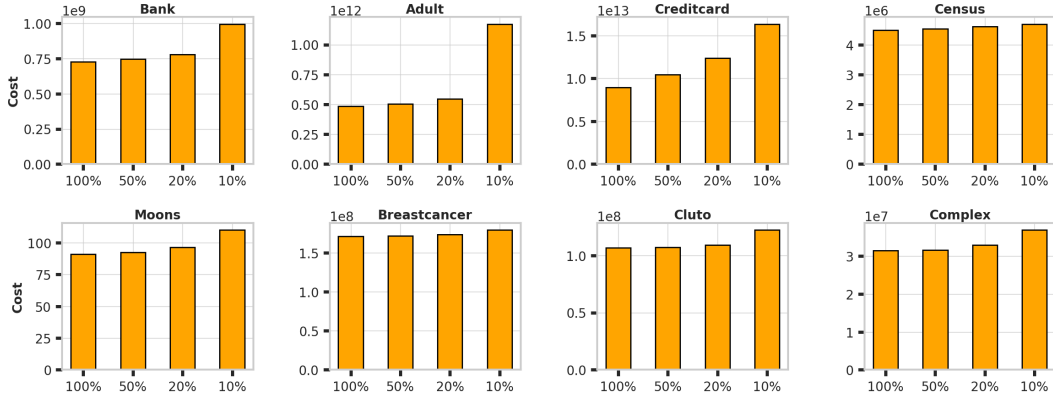 Bank
1e9
Cost
1.00
0.75
0.50
0.25
0.00
100% 50% 20% 10%
Adult
1e12
1.00
0.75
0.50
0.25
0.00
100% 50% 20% 10%
Creditcard
1e13
1.5
1.0
0.5
0.0
100% 50% 20% 10%
Census
1e6
4
3
2
1
0
100% 50% 20% 10%
Moons
Cost
100
75
50
25
0
100% 50% 20% 10%
Breastcancer
1e8
1.5
1.0
0.5
0.0
100% 50% 20% 10%
Cluto
1e8
1.0
0.5
0.0
100% 50% 20% 10%
Complex
1e7
3
2
1
0
100% 50% 20% 10%